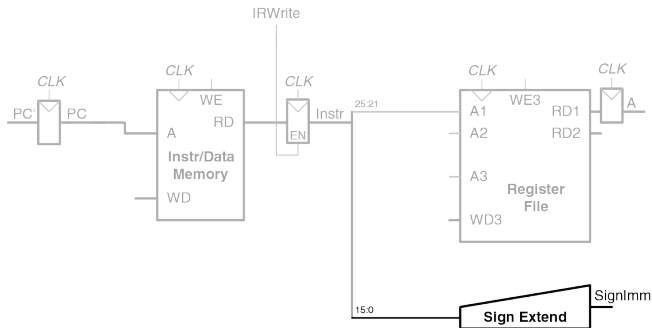 IRWrite
CLK
CLK
CLK
CLK
CLK
PC'
PC
WE
A
RD
Instr/Data
Memory
WD
EN
Instr
25:21
A1
WE3
RD1
A
A2
RD2
A3
Register
File
WD3
15:0
Sign Extend
SignImm